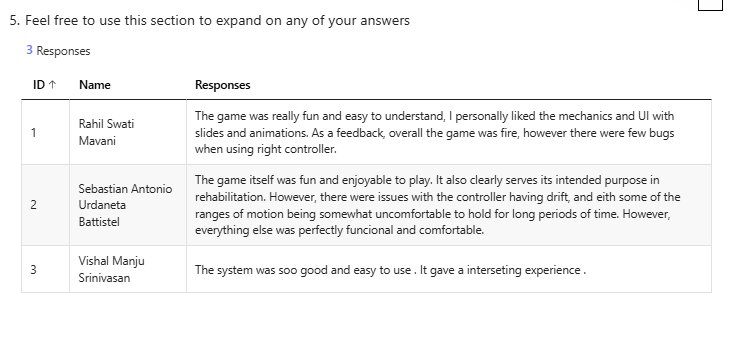 5. Feel free to use this section to expand on any of your answers
3 Responses
ID ↑ Name Responses
1
Rahil Swati
Mavani
The game was really fun and easy to understand, I personally liked the mechanics and UI with
slides and animations. As a feedback, overall the game was fire, however there were few bugs
when using right controller.
2
Sebastian Antonio
Urdaneta
Battistel
The game itself was fun and enjoyable to play. It also clearly serves its intended purpose in
rehabilitation. However, there were issues with the controller having drift, and eith some of the
ranges of motion being somewhat uncomfortable to hold for long periods of time. However,
everything else was perfectly funcional and comfortable.
3
Vishal Manju
Srinivasan
The system was soo good and easy to use . It gave a interseting experience .